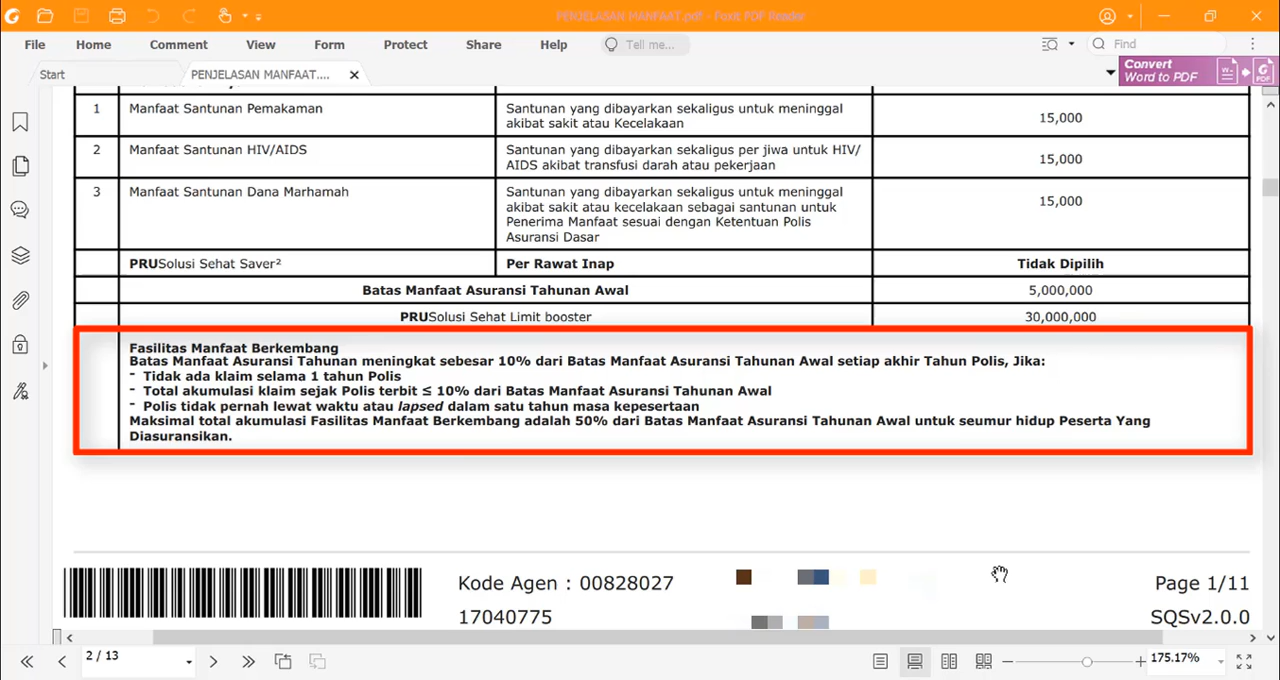 PENJELASAN MANFAAT.pdf - Foxit PDF Reader
File Home Comment View Form Protect Share Help Tell me... Find
Start PENJELASAN MANFAAT.... Convert Word to PDF
1 Manfaat Santunan Pemakaman Santunan yang dibayarkan sekaligus untuk meninggal 15,000
akibat sakit atau Kecelakaan
2 Manfaat Santunan HIV/AIDS Santunan yang dibayarkan sekaligus per jiwa untuk HIV/ 15,000
AIDS akibat transfusi darah atau pekerjaan
3 Manfaat Santunan Dana Marhamah Santunan yang dibayarkan sekaligus untuk meninggal 15,000
akibat sakit atau kecelakaan sebagai santunan untuk
Penerima Manfaat sesuai dengan Ketentuan Polis
Asuransi Dasar
PRUSolusi Sehat Saver² Per Rawat Inap Tidak Dipilih
Batas Manfaat Asuransi Tahunan Awal 5,000,000
PRUSolusi Sehat Limit booster 30,000,000
Fasilitas Manfaat Berkembang
Batas Manfaat Asuransi Tahunan meningkat sebesar 10% dari Batas Manfaat Asuransi Tahunan Awal setiap akhir Tahun Polis, Jika:
- Tidak ada klaim selama 1 tahun Polis
- Total akumulasi klaim sejak Polis terbit ≤ 10% dari Batas Manfaat Asuransi Tahunan Awal
- Polis tidak pernah lewat waktu atau lapsed dalam satu tahun masa kepesertaan
Maksimal total akumulasi Fasilitas Manfaat Berkembang adalah 50% dari Batas Manfaat Asuransi Tahunan Awal untuk seumur hidup Peserta Yang
Diasuransikan.
Kode Agen : 00828027 Page 1/11
17040775 SQSv2.0.0
2 / 13 175.17%